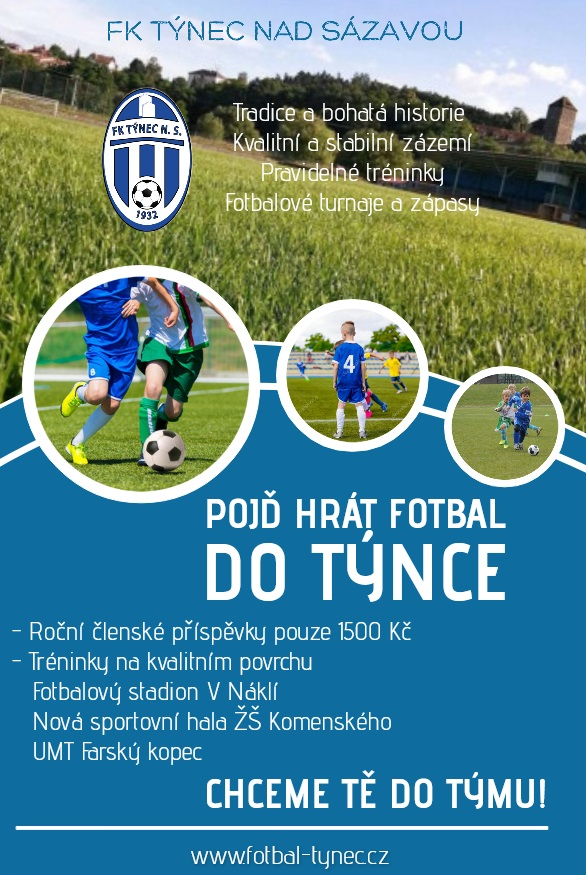 FK TÝNEC NAD SÁZAVOU
FK TÝNEC N. S.
1932
Tradice a bohatá historie
Kvalitní a stabilní zázemí
Pravidelné tréninky
Fotbalové turnaje a zápasy
4
POJĎ HRÁT FOTBAL
DO TÝNCE
- Roční členské příspěvky pouze 1500 Kč
- Tréninky na kvalitním povrchu
Fotbalový stadion V Náklí
Nová sportovní hala ZŠ Komenského
UMT Farský kopec
CHCEME TĚ DO TÝMU!
www.fotbal-tynec.cz